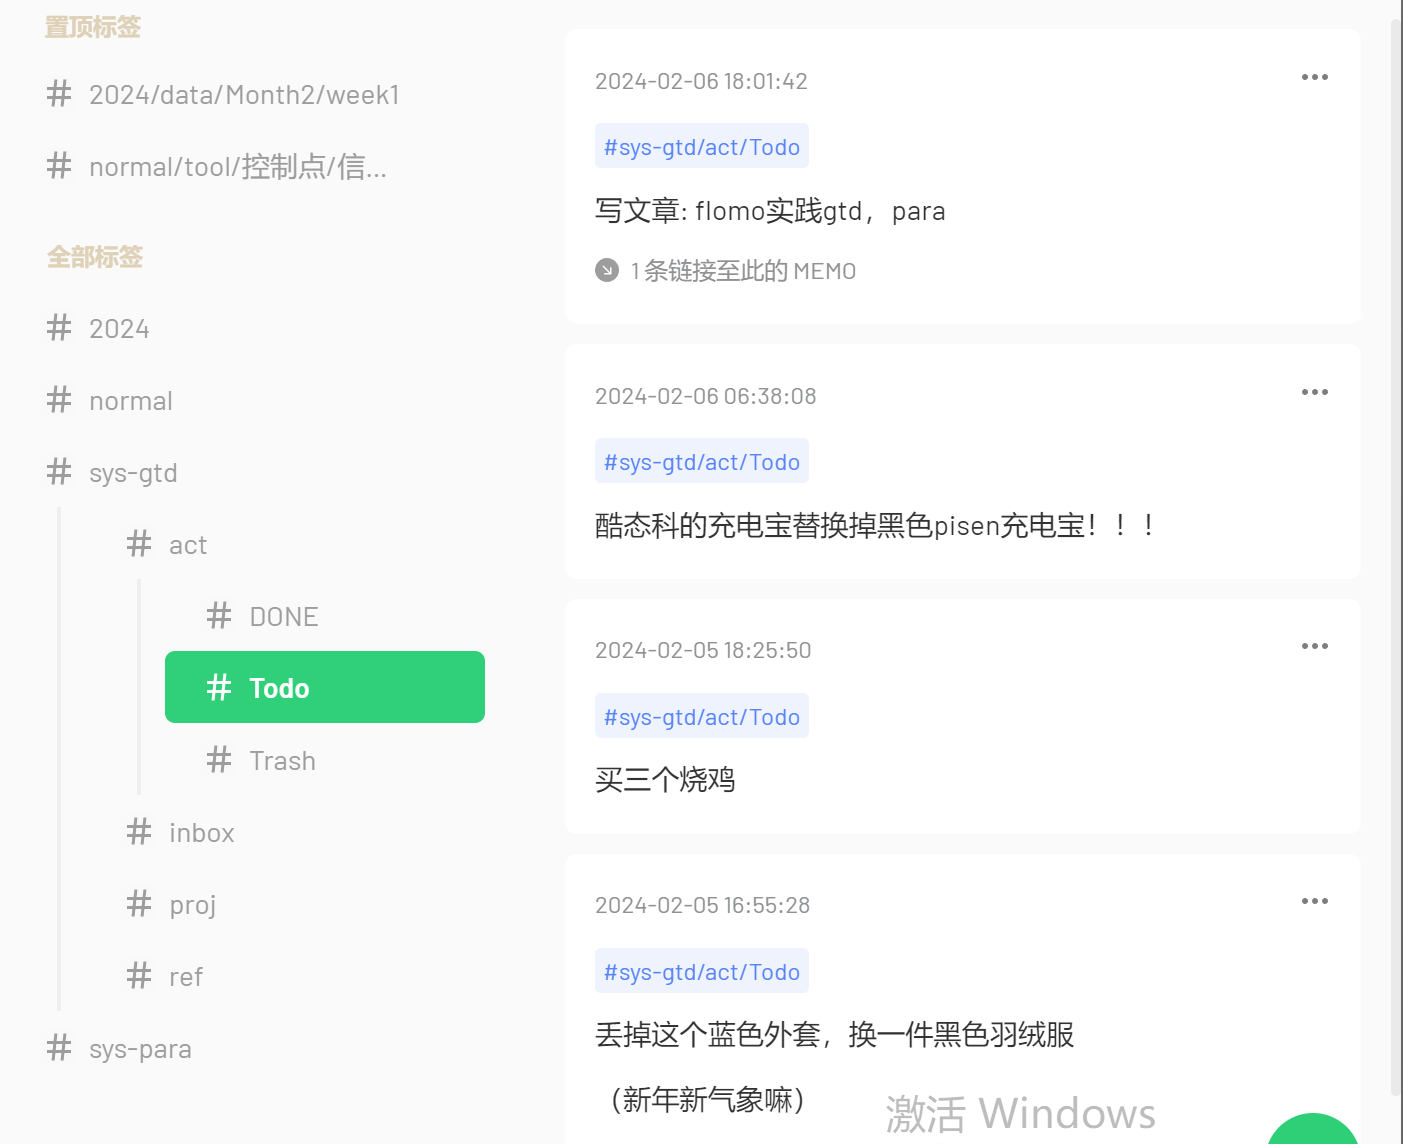 置顶标签
# 2024/data/Month2/week1
# normal/tool/控制点/信...
全部标签
# 2024
# normal
# sys-gtd
# act
# DONE
# Todo
# Trash
# inbox
# proj
# ref
# sys-para
2024-02-06 18:01:42
#sys-gtd/act/Todo
写文章: flomo实践gtd，para
1 条链接至此的 MEMO
2024-02-06 06:38:08
#sys-gtd/act/Todo
酷态科的充电宝替换掉黑色pisen充电宝！！！
2024-02-05 18:25:50
#sys-gtd/act/Todo
买三个烧鸡
2024-02-05 16:55:28
#sys-gtd/act/Todo
丢掉这个蓝色外套，换一件黑色羽绒服
（新年新气象嘛）
激活 Windows